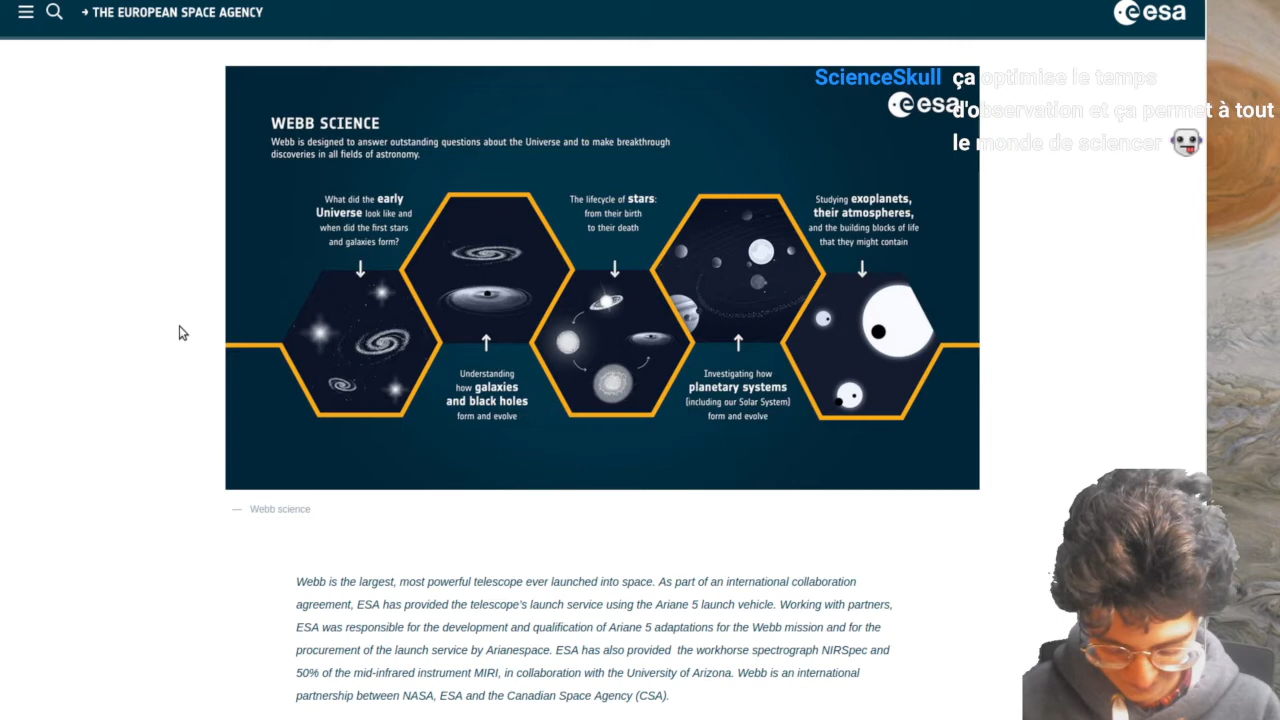 → THE EUROPEAN SPACE AGENCY
esa
ScienceSkull ça optimise le temps
d'observation et ça permet à tout
le monde de sciencer
esa
WEBB SCIENCE
Webb is designed to answer outstanding questions about the Universe and to make breakthrough
discoveries in all fields of astronomy.
What did the early
Universe look like and
when did the first stars
and galaxies form?
Understanding
how galaxies
and black holes
form and evolve
The lifecycle of stars:
from their birth
to their death
Investigating how
planetary systems
(including our Solar System)
form and evolve
Studying exoplanets,
their atmospheres,
and the building blocks of life
that they might contain
— Webb science
Webb is the largest, most powerful telescope ever launched into space. As part of an international collaboration
agreement, ESA has provided the telescope's launch service using the Ariane 5 launch vehicle. Working with partners,
ESA was responsible for the development and qualification of Ariane 5 adaptations for the Webb mission and for the
procurement of the launch service by Arianespace. ESA has also provided the workhorse spectrograph NIRSpec and
50% of the mid-infrared instrument MIRI, in collaboration with the University of Arizona. Webb is an international
partnership between NASA, ESA and the Canadian Space Agency (CSA).